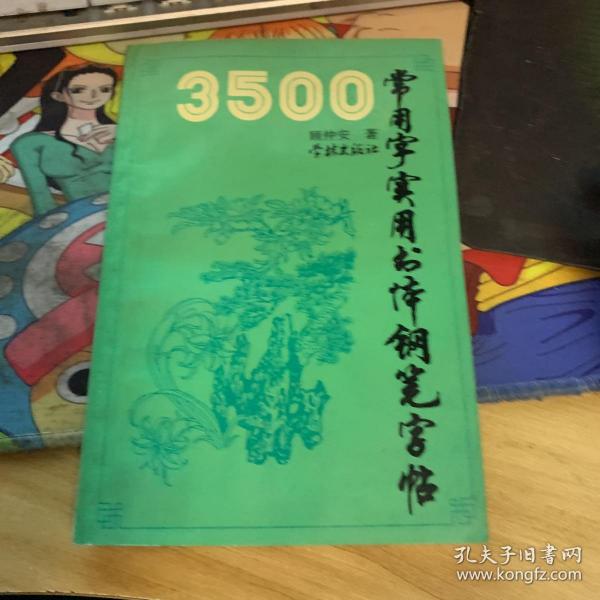 3500
常用字实用书体钢笔字帖
顾仲安 著
学林出版社
孔夫子旧书网
www.kongfz.com